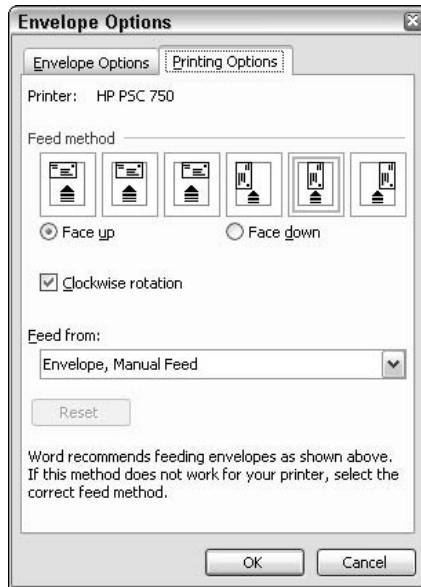 Envelope Options
Envelope Options Printing Options
Printer: HP PSC 750
Feed method
Face up Face down
Clockwise rotation
Feed from:
Envelope, Manual Feed
Reset
Word recommends feeding envelopes as shown above.
If this method does not work for your printer, select the
correct feed method.
OK Cancel